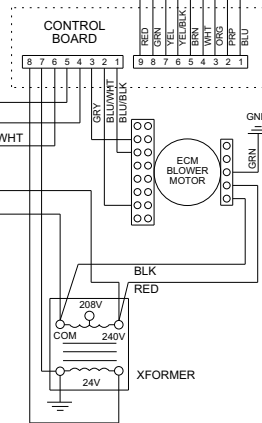 CONTROL
BOARD
RED
GRN
YEL
YEL/BLK
BRN
WHT
ORG
PRP
BLU
8 7 6 5 4 3 2 1
9 8 7 6 5 4 3 2 1
GRY
BLU/WHT
BLU/BLK
WHT
ECM
BLOWER
MOTOR
GN
GRN
BLK
RED
208V
COM
240V
24V
XFORMER